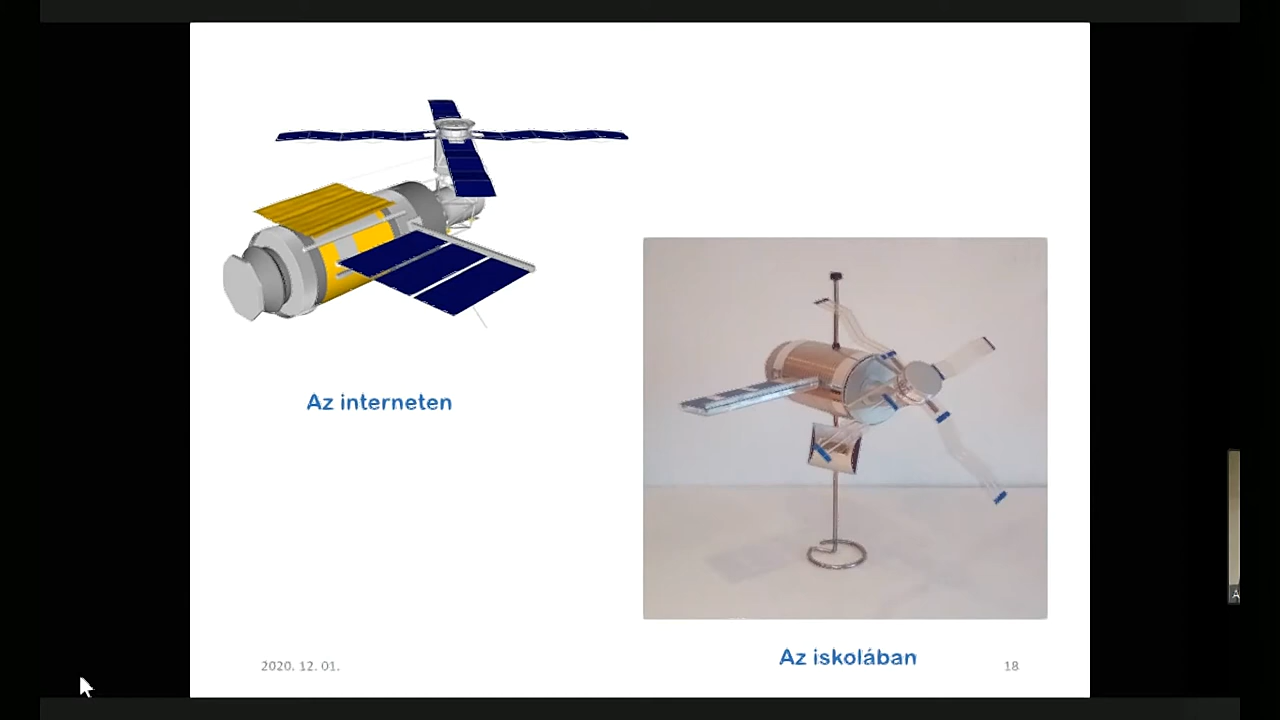 Az interneten
Az iskolában
2020. 12. 01.
18
A